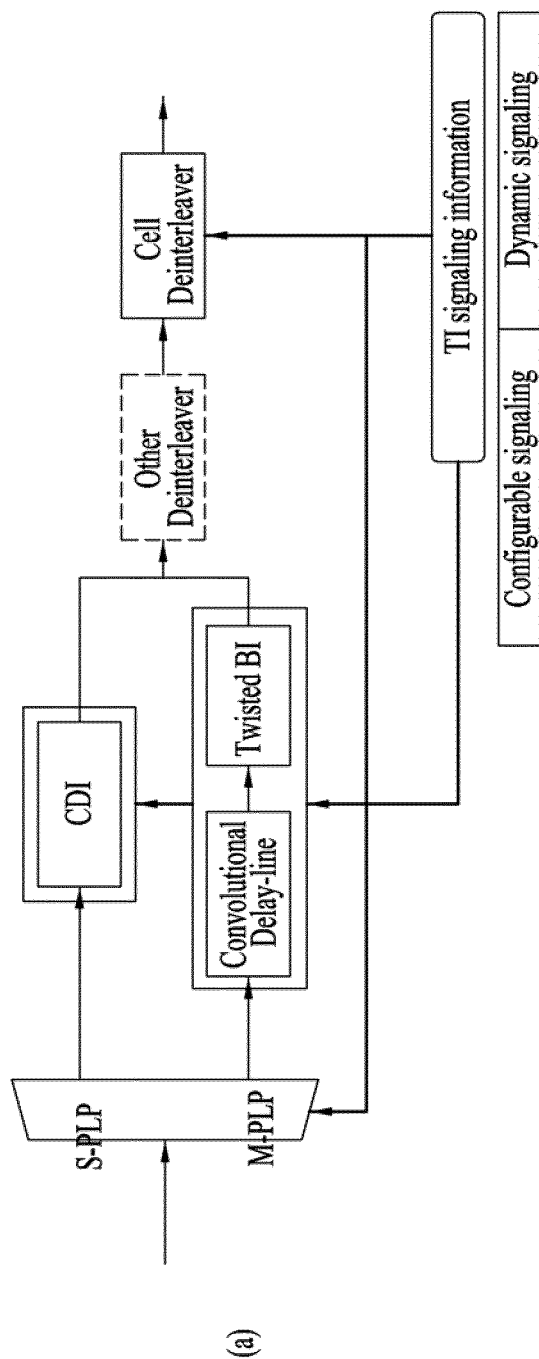 (a)
S-PLP
M-PLP
CDI
Convolutional
Delay-line
Twisted BI
Other
Deinterleaver
Cell
Deinterleaver
TI signaling information
Configurable signaling
Dynamic signaling